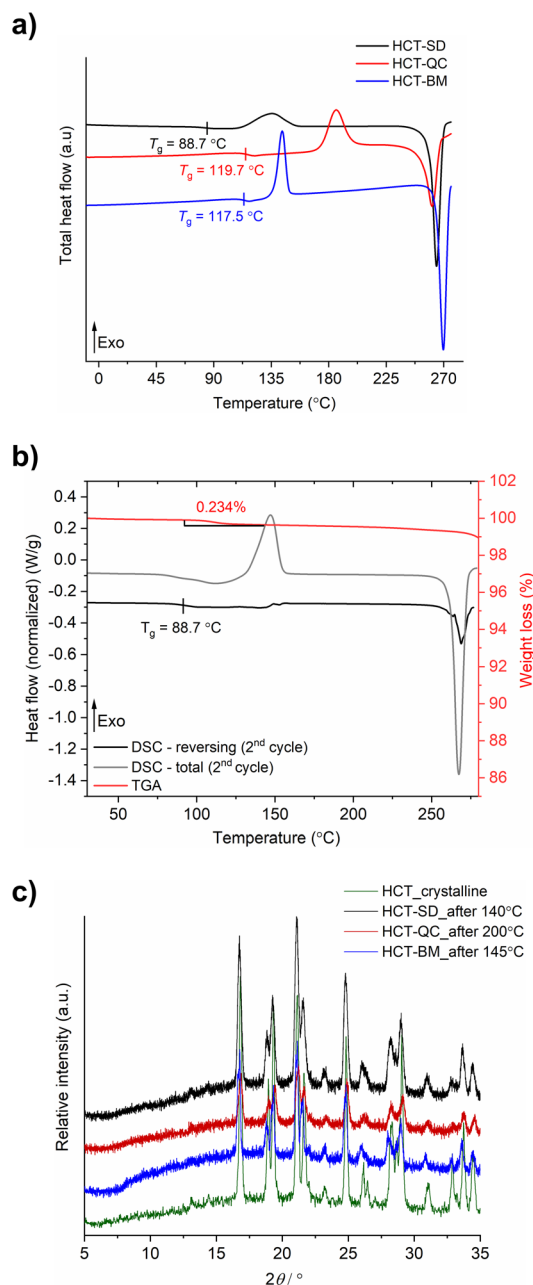 a)
HCT-SD
HCT-QC
HCT-BM
Total heat flow (a.u)
Tg = 88.7 °C
Tg = 119.7 °C
Tg = 117.5 °C
Exo
0 45 90 135 180 225 270
Temperature (°C)
b)
0.4
0.2
0.0
-0.2
-0.4
-0.6
-0.8
-1.0
-1.2
-1.4
Heat flow (normalized) (W/g)
0.234%
Tg = 88.7 °C
Exo
DSC - reversing (2nd cycle)
DSC - total (2nd cycle)
TGA
102
100
98
96
94
92
90
88
86
Weight loss (%)
50 100 150 200 250
Temperature (°C)
c)
HCT_crystalline
HCT-SD_after 140°C
HCT-QC_after 200°C
HCT-BM_after 145°C
Relative intensity (a.u.)
5 10 15 20 25 30 35
2θ / °